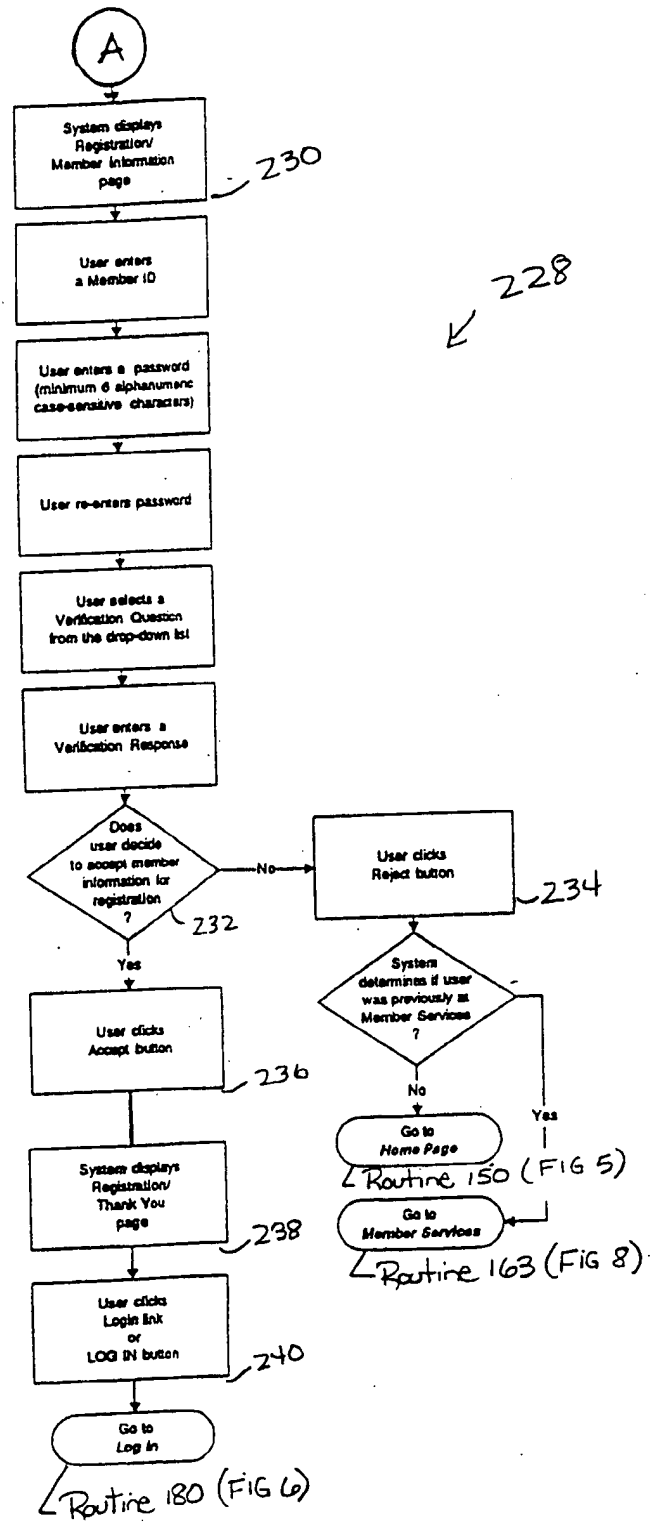 A
System displays
Registration/
Member Information
page
230
228
User enters
a Member ID
User enters a password
(minimum 6 alphanumeric
case-sensitive characters)
User re-enters password
User selects a
Verification Question
from the drop-down list
User enters a
Verification Response
Does
user decide
to accept member
information for
registration
?
232
No
User clicks
Reject button
234
Yes
System
determines if user
was previously at
Member Services
?
User clicks
Accept button
236
No
Yes
Go to
Home Page
Routine 150 (FIG 5)
System displays
Registration/
Thank You
page
238
Go to
Member Services
Routine 163 (FIG 8)
User clicks
Login link
or
LOG IN button
240
Go to
Log In
Routine 180 (FIG 6)